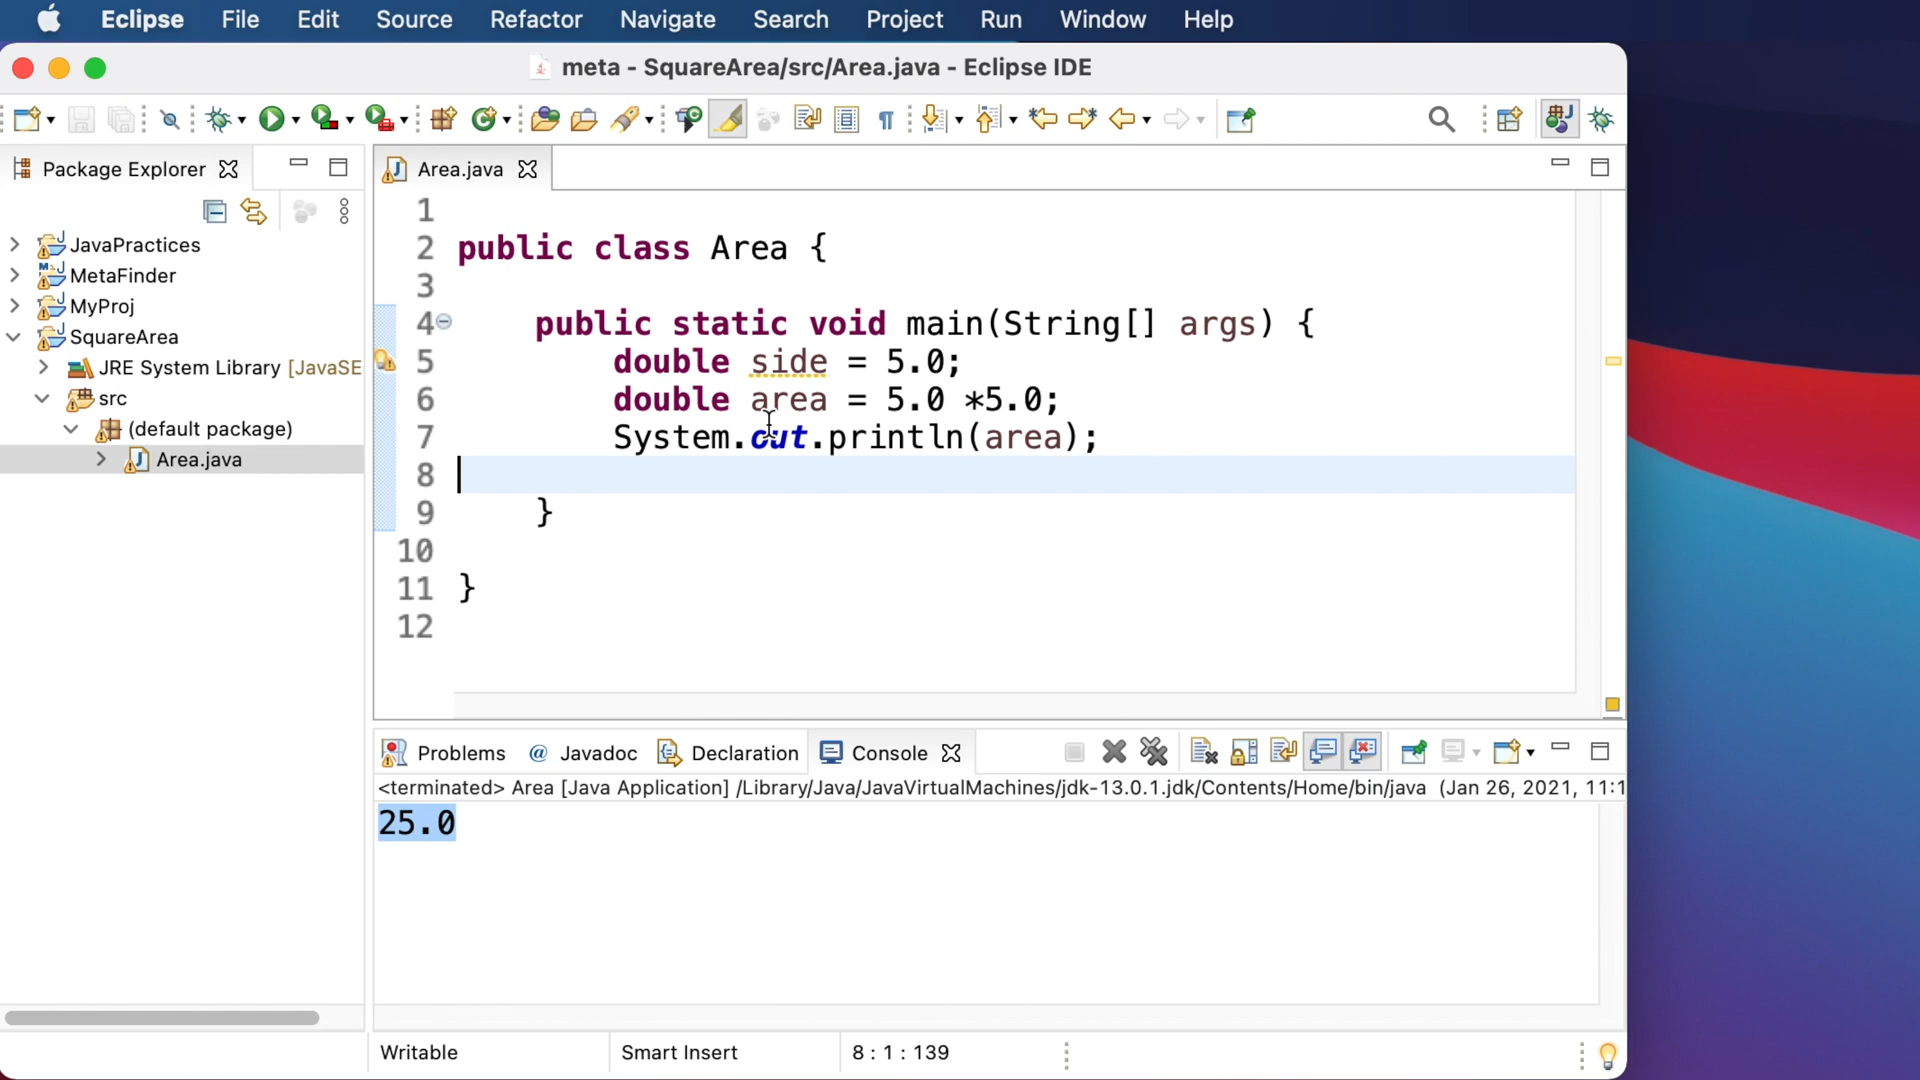 Eclipse File Edit Source Refactor Navigate Search Project Run Window Help
meta - SquareArea/src/Area.java - Eclipse IDE
Package Explorer
JavaPractices
MetaFinder
MyProj
SquareArea
JRE System Library [JavaSE
src
(default package)
Area.java
Area.java
1
2 public class Area {
3
4 public static void main(String[] args) {
5 double side = 5.0;
6 double area = 5.0 *5.0;
7 System.out.println(area);
8
9 }
10
11 }
12
Problems @ Javadoc Declaration Console
<terminated> Area [Java Application] /Library/Java/JavaVirtualMachines/jdk-13.0.1.jdk/Contents/Home/bin/java (Jan 26, 2021, 11:1
25.0
Writable Smart Insert 8 : 1 : 139